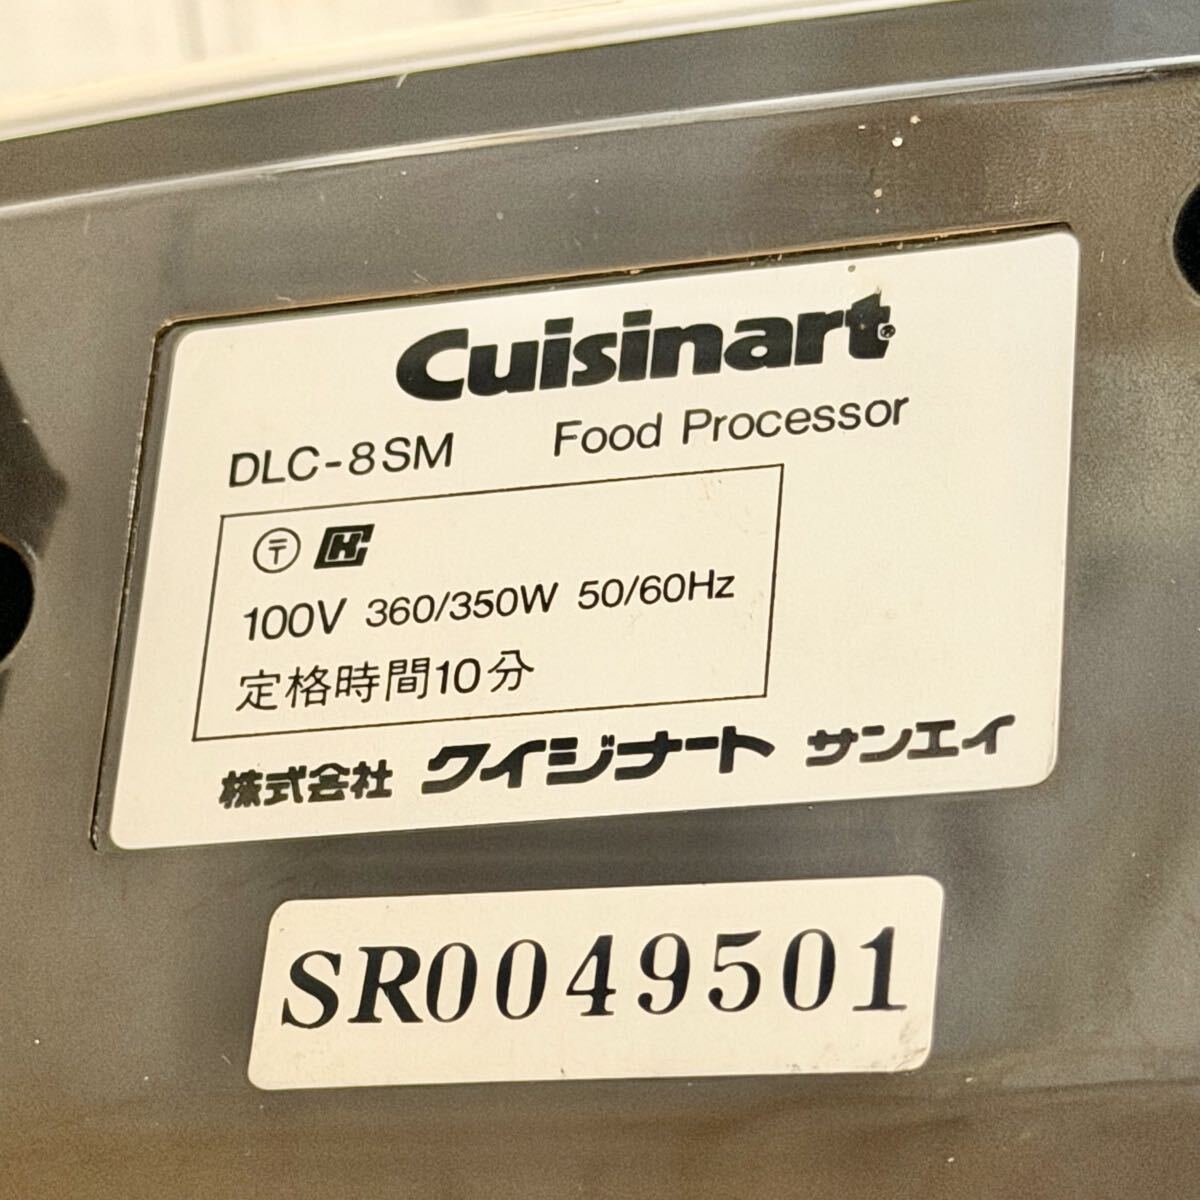 Cuisinart®
DLC-8SM Food Processor
〶
100V 360/350W 50/60Hz
定格時間10分
株式会社 クイジナート サンエイ
SR0049501